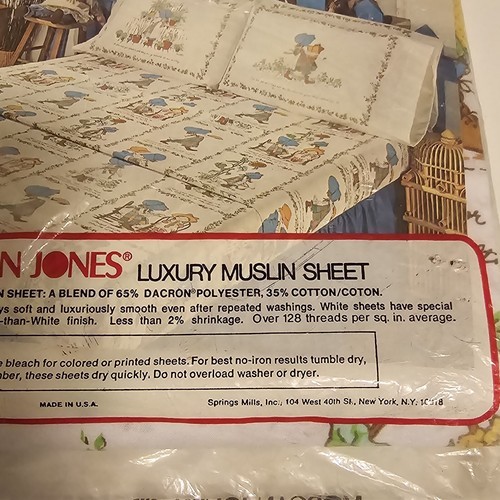 N JONES® LUXURY MUSLIN SHEET
N SHEET: A BLEND OF 65% DACRON® POLYESTER, 35% COTTON/COTON.
ys soft and luxuriously smooth even after repeated washings. White sheets have special
-than-White finish. Less than 2% shrinkage. Over 128 threads per sq. in. average.
e bleach for colored or printed sheets. For best no-iron results tumble dry,
ber, these sheets dry quickly. Do not overload washer or dryer.
MADE IN U.S.A. Springs Mills, Inc., 104 West 40th St., New York, N.Y. 10018